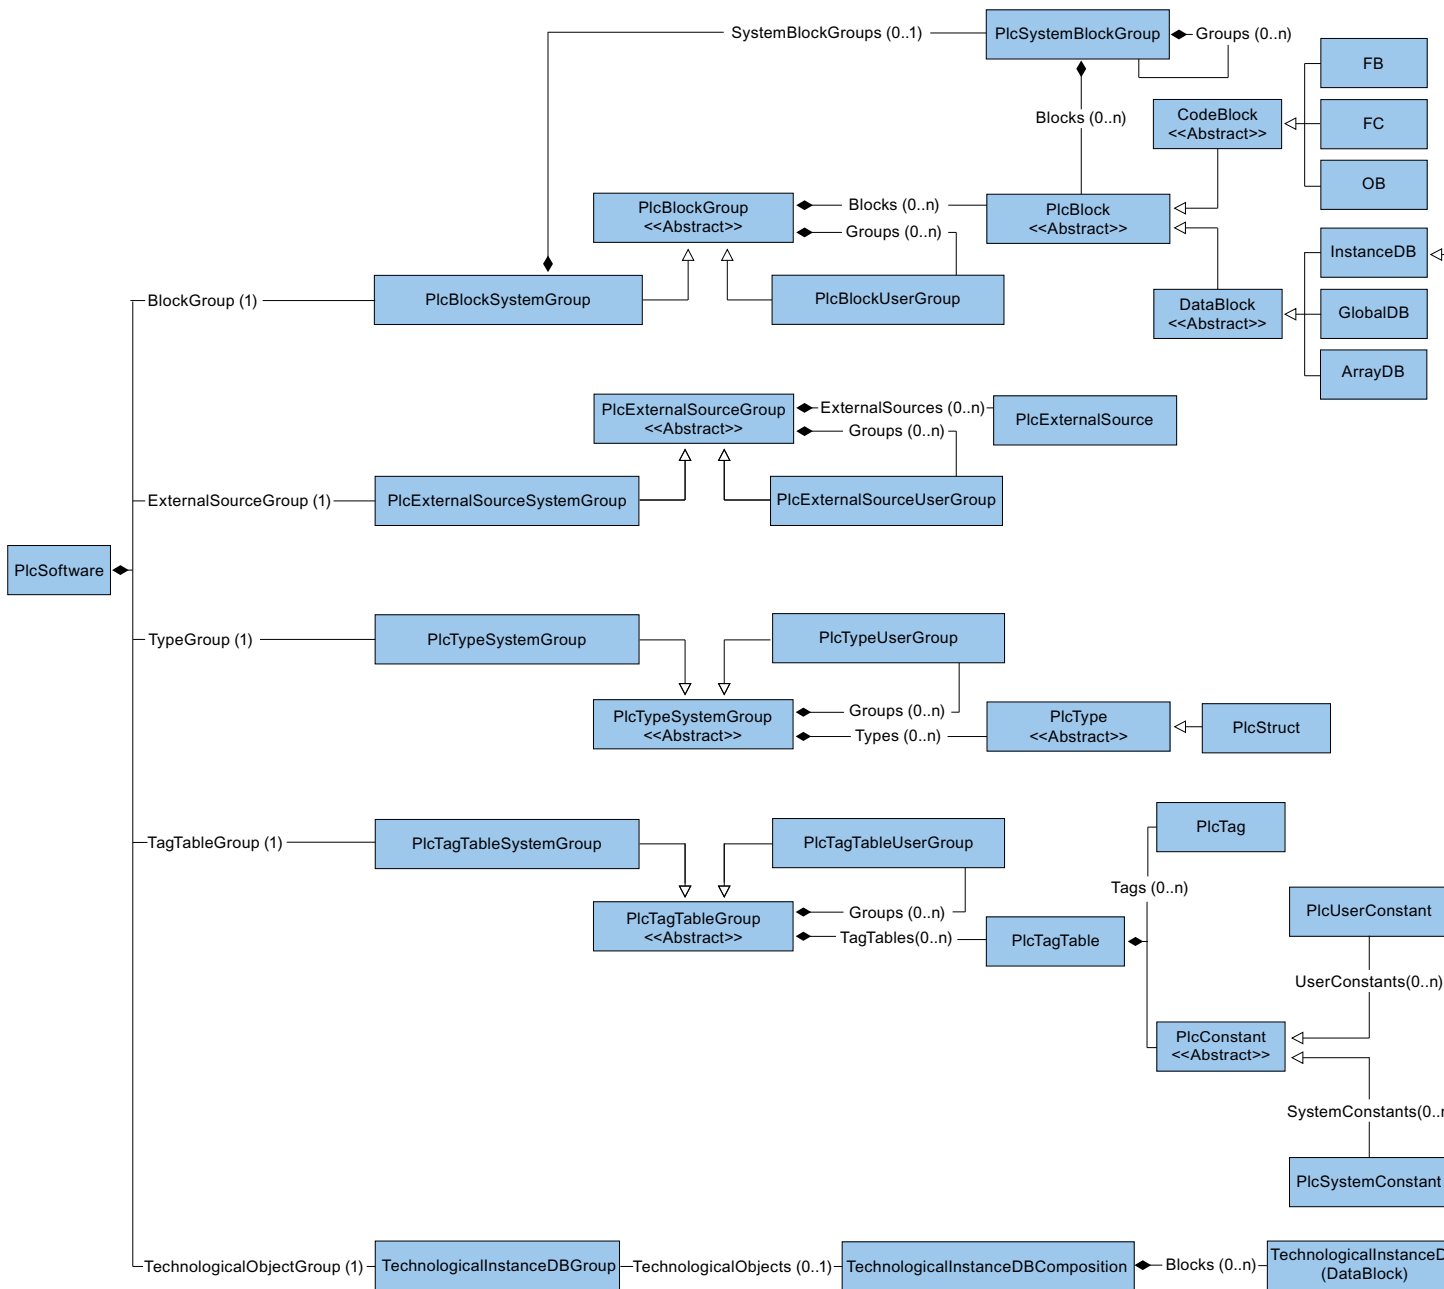 SystemBlockGroups (0..1)
PlcSystemBlockGroup
Groups (0..n)
FB
Blocks (0..n)
CodeBlock
<<Abstract>>
FC
OB
PlcBlockGroup
<<Abstract>>
Blocks (0..n)
Groups (0..n)
PlcBlock
<<Abstract>>
InstanceDB
BlockGroup (1)
PlcBlockSystemGroup
PlcBlockUserGroup
DataBlock
<<Abstract>>
GlobalDB
ArrayDB
PlcExternalSourceGroup
<<Abstract>>
ExternalSources (0..n)
Groups (0..n)
PlcExternalSource
ExternalSourceGroup (1)
PlcExternalSourceSystemGroup
PlcExternalSourceUserGroup
PlcSoftware
TypeGroup (1)
PlcTypeSystemGroup
PlcTypeUserGroup
PlcTypeSystemGroup
<<Abstract>>
Groups (0..n)
Types (0..n)
PlcType
<<Abstract>>
PlcStruct
TagTableGroup (1)
PlcTagTableSystemGroup
PlcTagTableUserGroup
PlcTag
Tags (0..n)
PlcTagTableGroup
<<Abstract>>
Groups (0..n)
TagTables(0..n)
PlcTagTable
PlcUserConstant
UserConstants(0..n)
PlcConstant
<<Abstract>>
SystemConstants(0..
PlcSystemConstant
TechnologicalObjectGroup (1)
TechnologicalInstanceDBGroup
TechnologicalObjects (0..1)
TechnologicalInstanceDBComposition
Blocks (0..n)
TechnologicalInstanceD
(DataBlock)